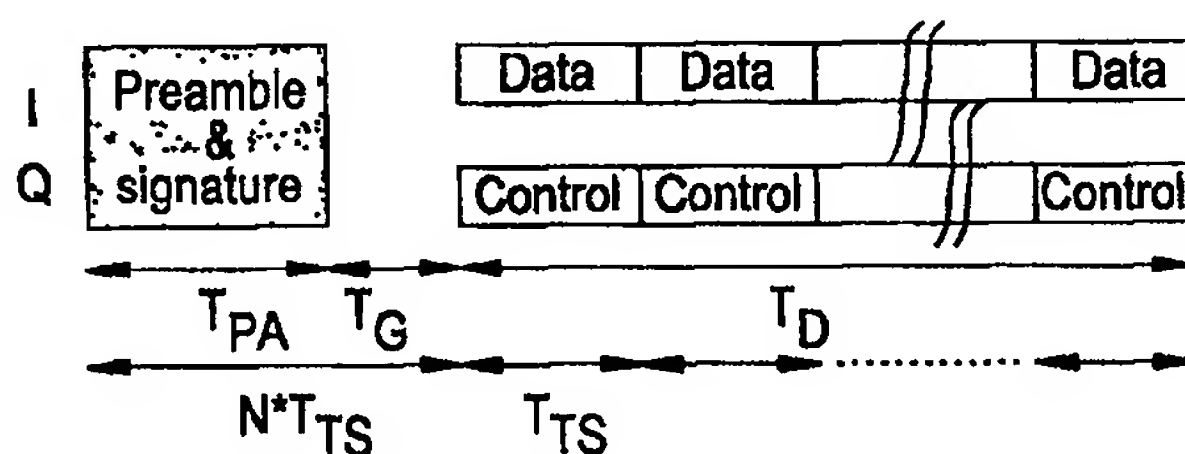 I
Q
Preamble
&
signature
Data Data Data
Control Control Control
T_PA T_G T_D
N*T_TS T_TS